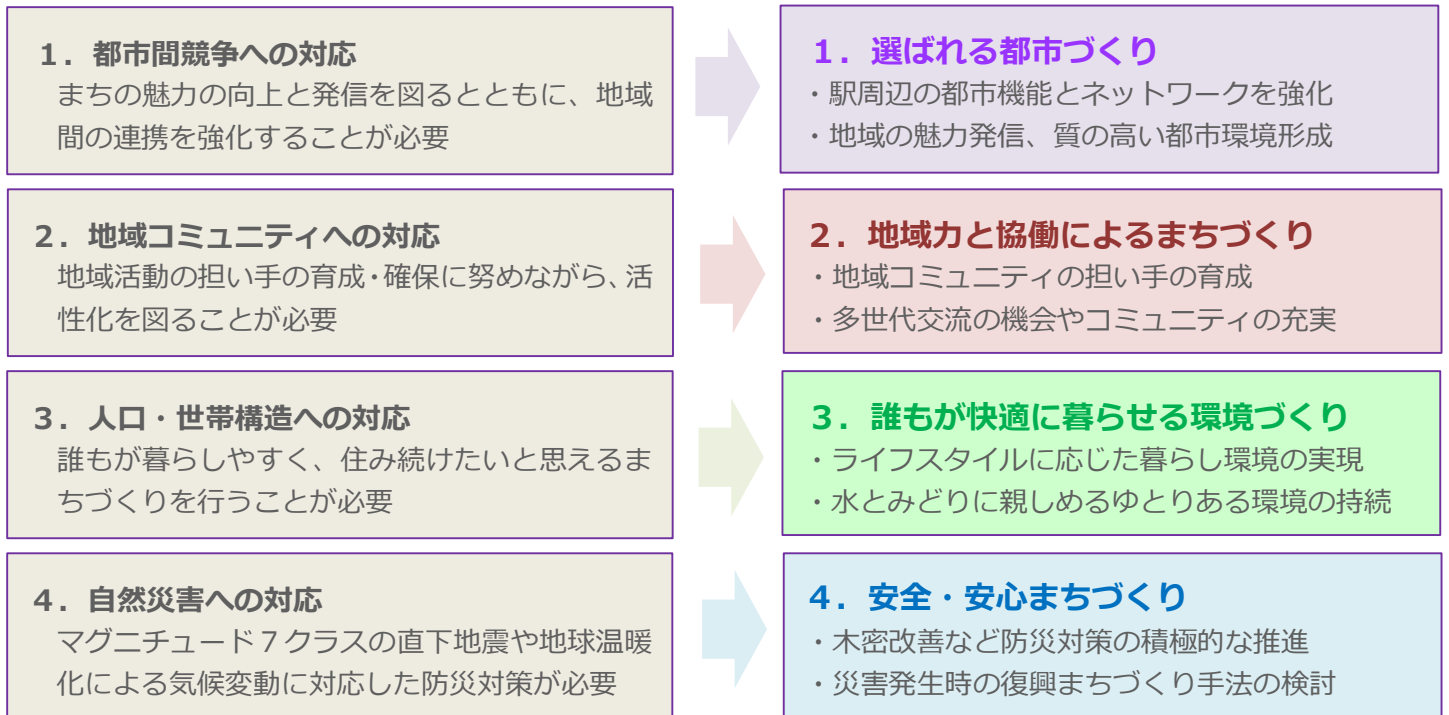 1．都市間競争への対応
まちの魅力の向上と発信を図るとともに、地域
間の連携を強化することが必要
1．選ばれる都市づくり
・駅周辺の都市機能とネットワークを強化
・地域の魅力発信、質の高い都市環境形成
2．地域コミュニティへの対応
地域活動の担い手の育成・確保に努めながら、活
性化を図ることが必要
2．地域力と協働によるまちづくり
・地域コミュニティの担い手の育成
・多世代交流の機会やコミュニティの充実
3．人口・世帯構造への対応
誰もが暮らしやすく、住み続けたいと思えるま
ちづくりを行うことが必要
3．誰もが快適に暮らせる環境づくり
・ライフスタイルに応じた暮らし環境の実現
・水とみどりに親しめるゆとりある環境の持続
4．自然災害への対応
マグニチュード７クラスの直下地震や地球温暖
化による気候変動に対応した防災対策が必要
4．安全・安心まちづくり
・木密改善など防災対策の積極的な推進
・災害発生時の復興まちづくり手法の検討